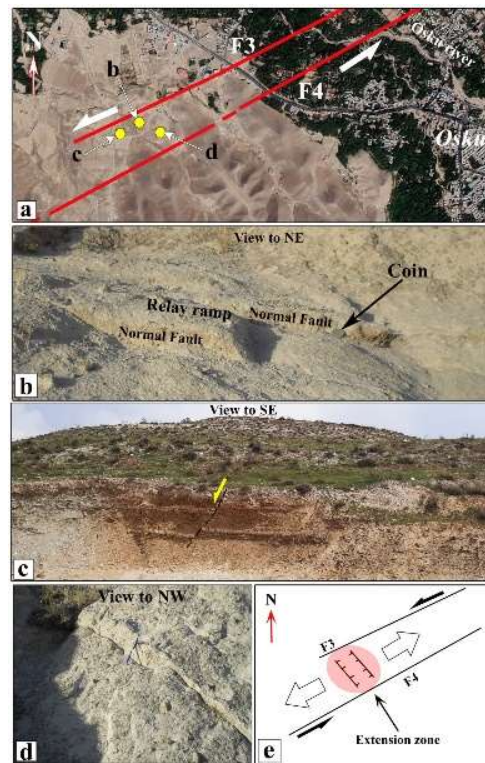 N
F3
F4
Osku river
Osku
b
c
d
a
View to NE
Coin
Relay ramp
Normal Fault
Normal Fault
b
View to SE
c
View to NW
d
N
F3
F4
Extension zone
e